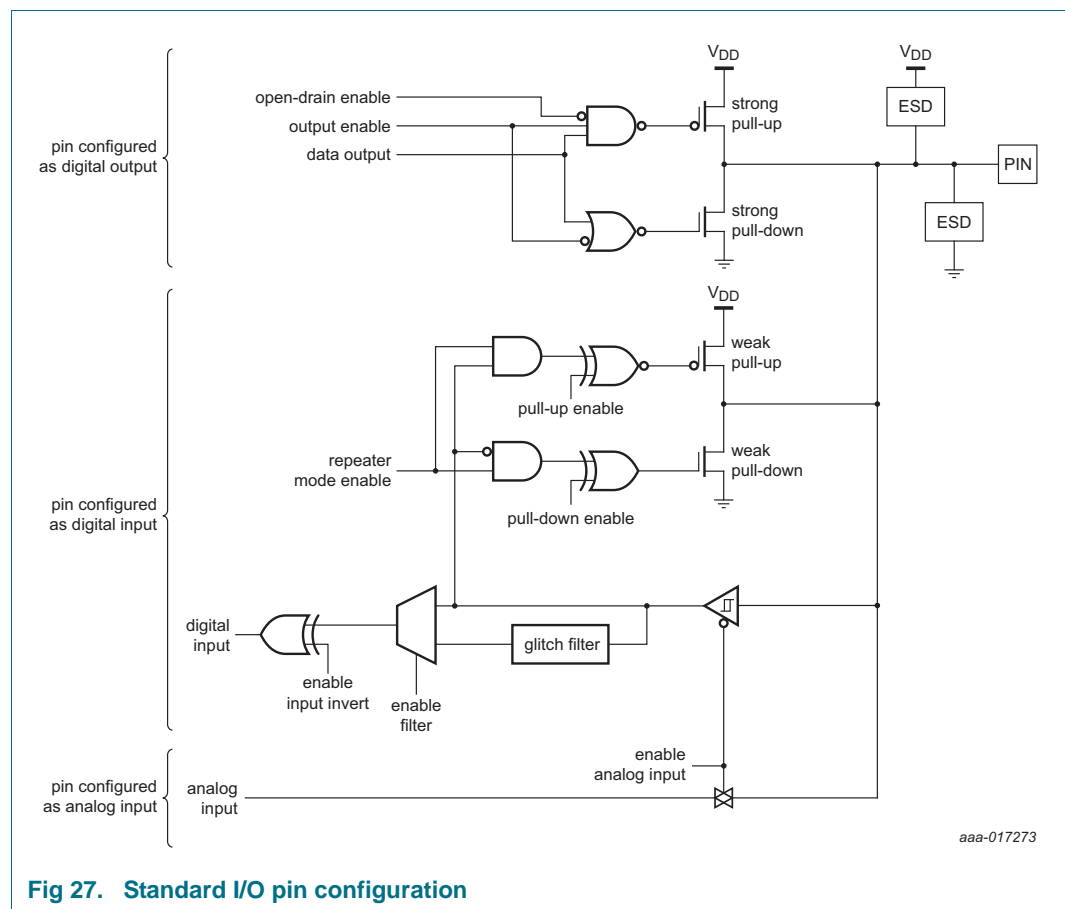 VDD
VDD
open-drain enable
output enable
data output
strong
pull-up
ESD
pin configured
as digital output
PIN
strong
pull-down
ESD
VDD
weak
pull-up
pull-up enable
repeater
mode enable
weak
pull-down
pull-down enable
pin configured
as digital input
digital
input
glitch filter
enable
input invert
enable
filter
enable
analog input
pin configured
as analog input
analog
input
aaa-017273
Fig 27. Standard I/O pin configuration